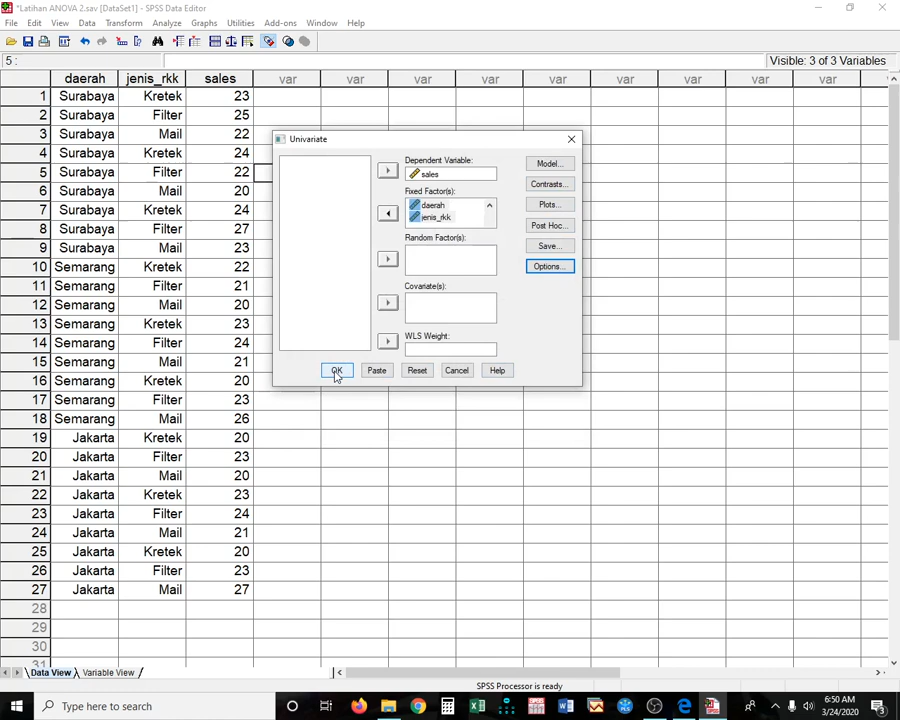 *Latihan ANOVA 2.sav [DataSet1] - SPSS Data Editor
File Edit View Data Transform Analyze Graphs Utilities Add-ons Window Help
5 :
Visible: 3 of 3 Variables
daerah jenis_rkk sales var var var var var var var var var
1 Surabaya Kretek 23
2 Surabaya Filter 25
3 Surabaya Mail 22
4 Surabaya Kretek 24
5 Surabaya Filter 22
6 Surabaya Mail 20
7 Surabaya Kretek 24
8 Surabaya Filter 27
9 Surabaya Mail 23
10 Semarang Kretek 22
11 Semarang Filter 21
12 Semarang Mail 20
13 Semarang Kretek 23
14 Semarang Filter 24
15 Semarang Mail 21
16 Semarang Kretek 20
17 Semarang Filter 23
18 Semarang Mail 26
19 Jakarta Kretek 20
20 Jakarta Filter 23
21 Jakarta Mail 20
22 Jakarta Kretek 23
23 Jakarta Filter 24
24 Jakarta Mail 21
25 Jakarta Kretek 20
26 Jakarta Filter 23
27 Jakarta Mail 27
28
29
30
31
Univariate
Dependent Variable:
sales
Fixed Factor(s):
daerah
jenis_rkk
Random Factor(s):
Covariate(s):
WLS Weight:
Model...
Contrasts...
Plots...
Post Hoc...
Save...
Options...
OK Paste Reset Cancel Help
Data View Variable View
SPSS Processor is ready
Type here to search
6:50 AM
3/24/2020
3